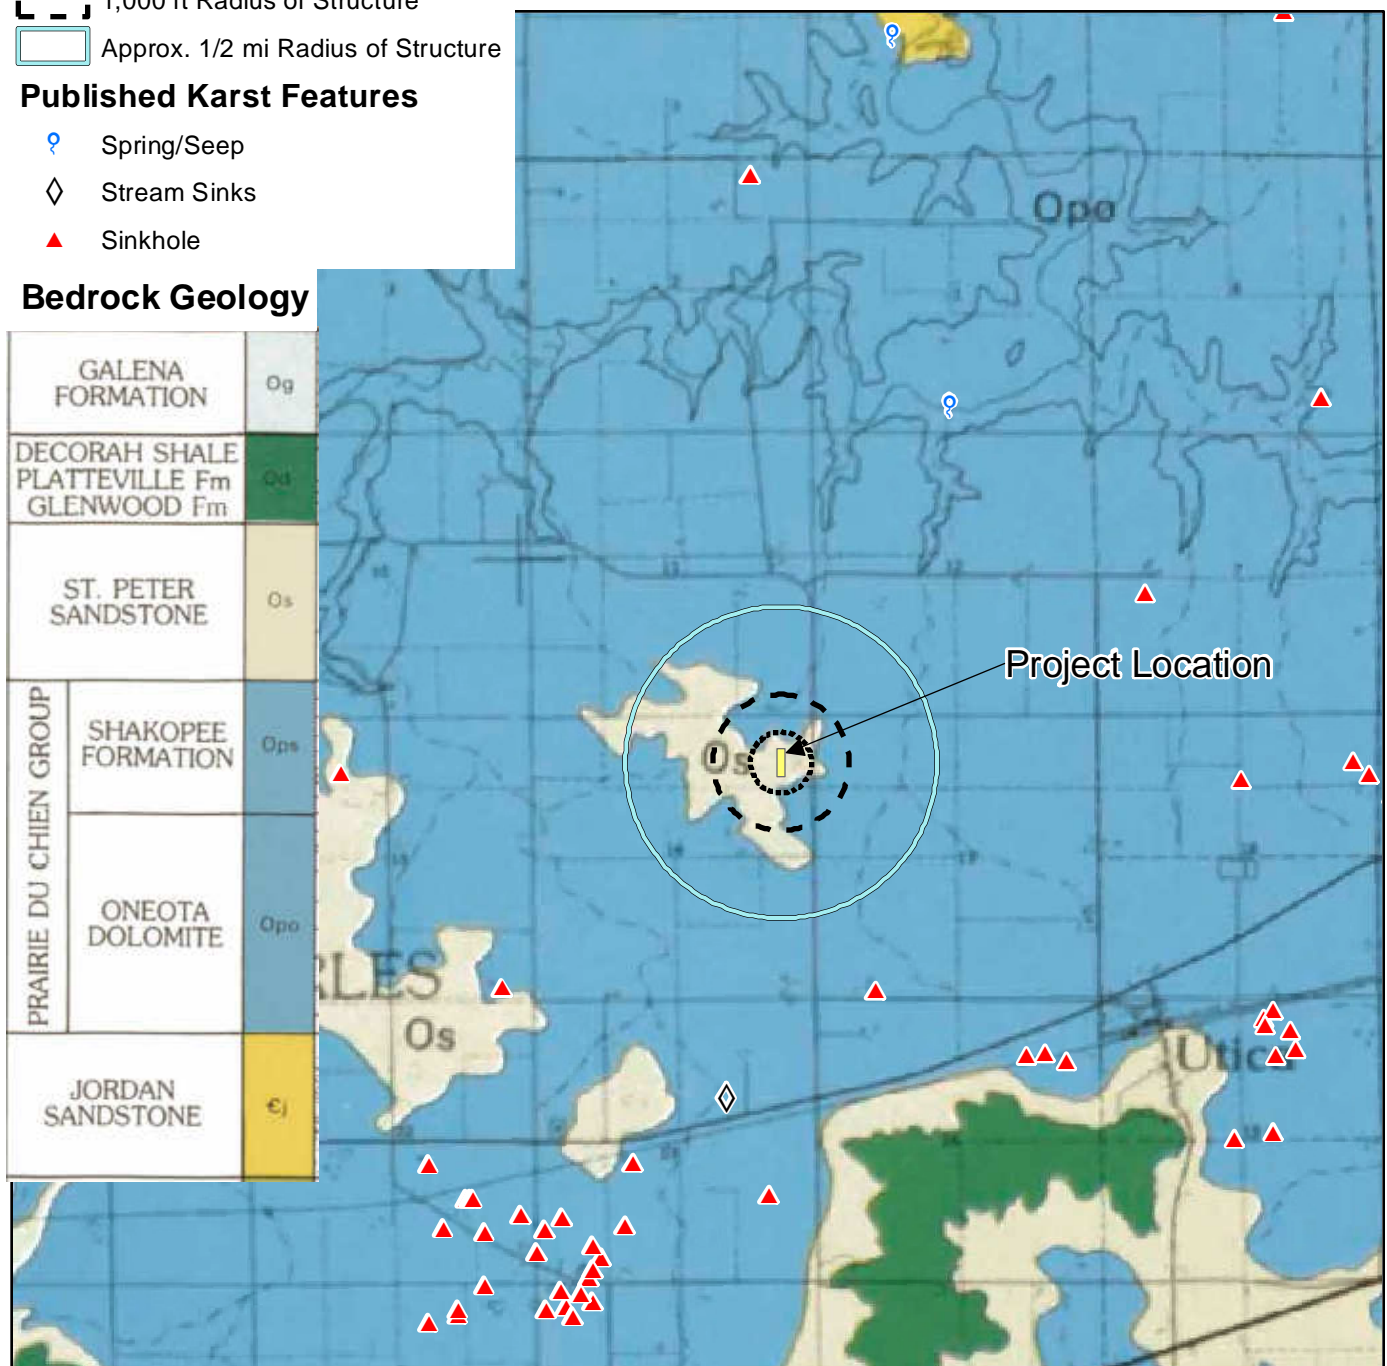 1,000 ft Radius of Structure
Approx. 1/2 mi Radius of Structure
Published Karst Features
Spring/Seep
Stream Sinks
Sinkhole
Bedrock Geology
GALENA
FORMATION
Og
DECORAH SHALE
PLATTEVILLE Fm
GLENWOOD Fm
Od
ST. PETER
SANDSTONE
Os
PRAIRIE DU CHIEN GROUP
SHAKOPEE
FORMATION
Ops
ONEOTA
DOLOMITE
Opo
JORDAN
SANDSTONE
Єj
Opo
Project Location
Os
RLES
Os
Utica